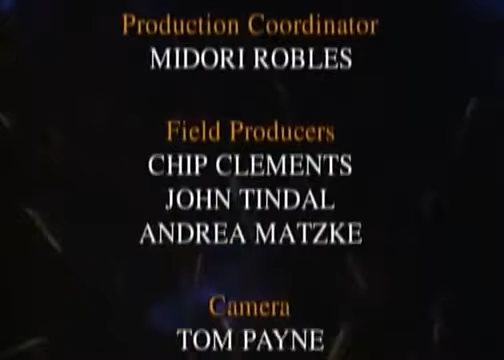 Production Coordinator
MIDORI ROBLES
Field Producers
CHIP CLEMENTS
JOHN TINDAL
ANDREA MATZKE
Camera
TOM PAYNE